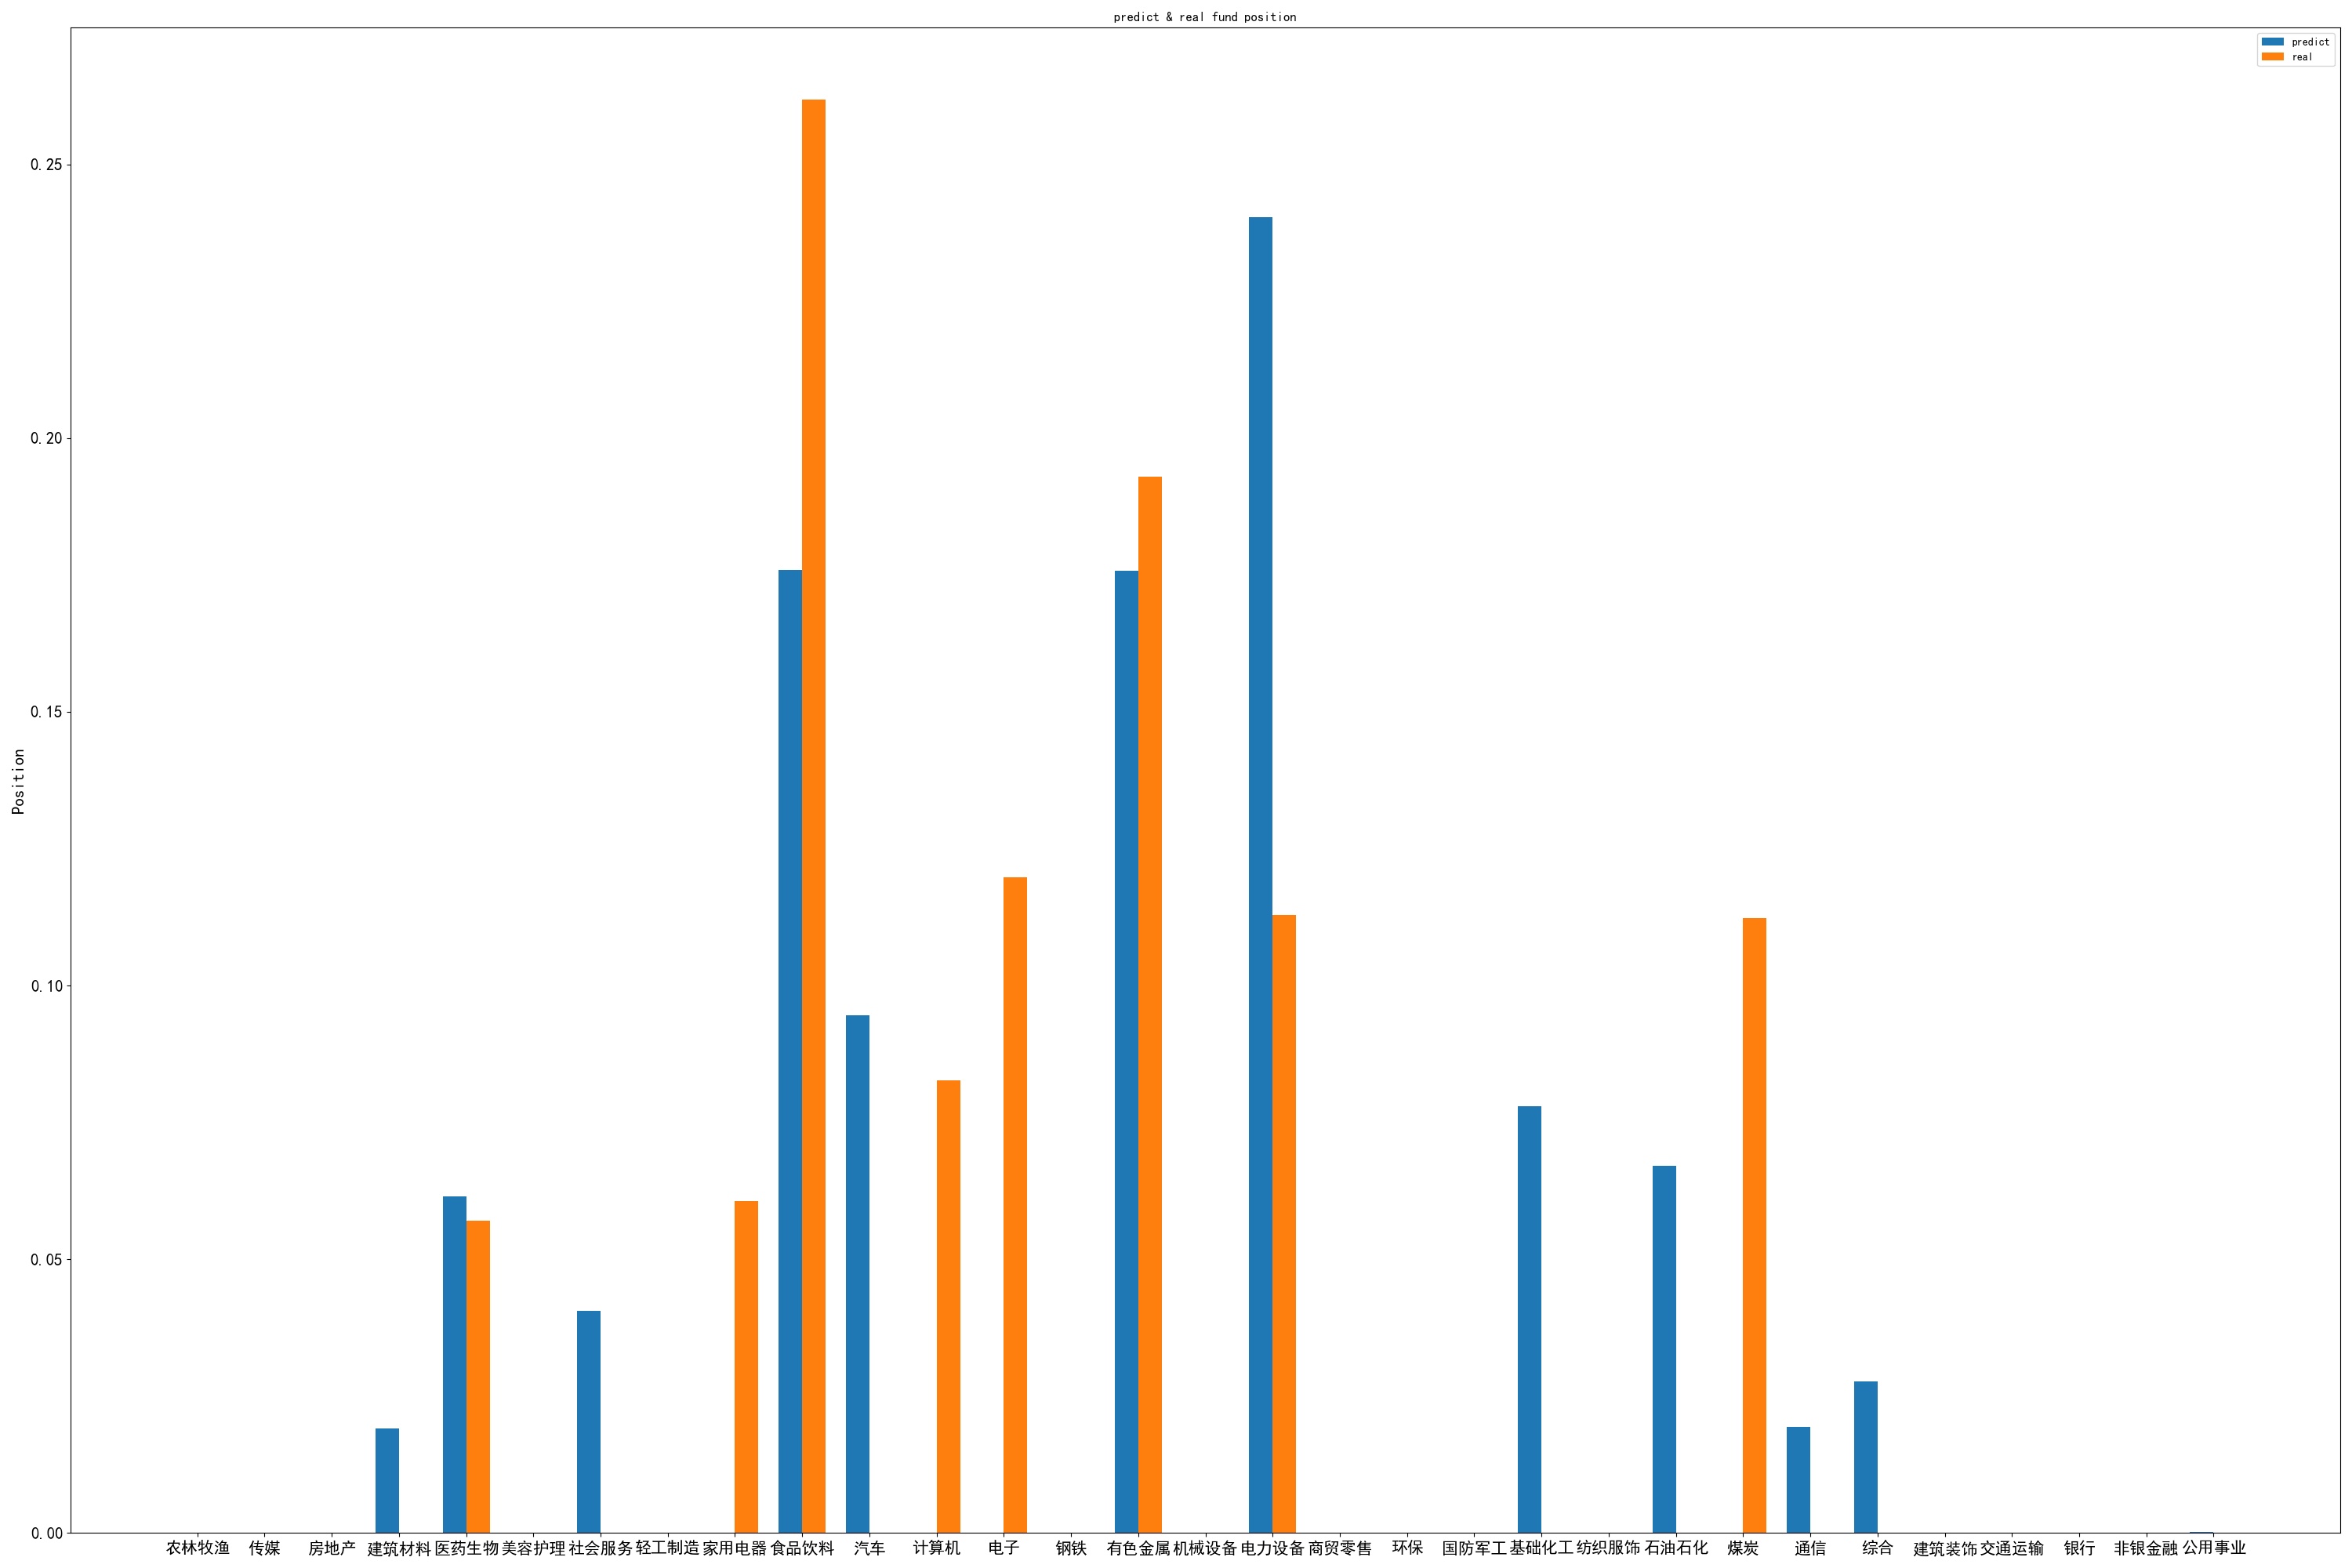 predict & real fund position
predict
real
0.25
0.20
0.15
0.10
0.05
0.00
Position
农林牧渔 传媒 房地产 建筑材料 医药生物 美容护理 社会服务 轻工制造 家用电器 食品饮料 汽车 计算机 电子 钢铁 有色金属 机械设备 电力设备 商贸零售 环保 国防军工 基础化工 纺织服饰 石油石化 煤炭 通信 综合 建筑装饰 交通运输 银行 非银金融 公用事业